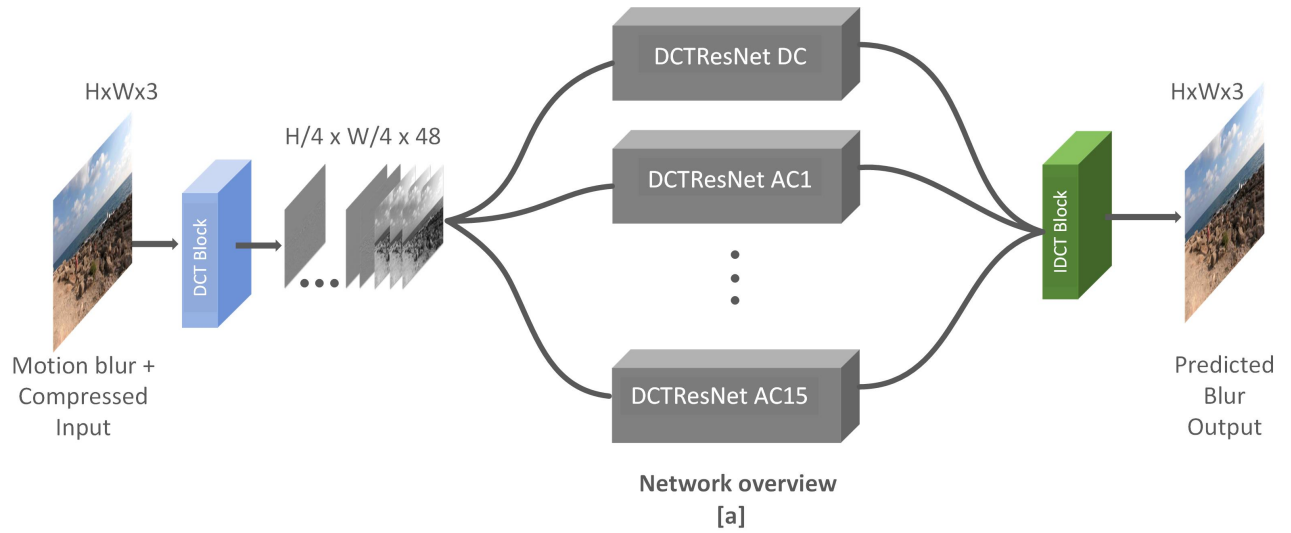 HxWx3
Motion blur +
Compressed
Input
DCT Block
H/4 x W/4 x 48
DCTResNet DC
DCTResNet AC1
DCTResNet AC15
IDCT Block
HxWx3
Predicted
Blur
Output
Network overview
[a]